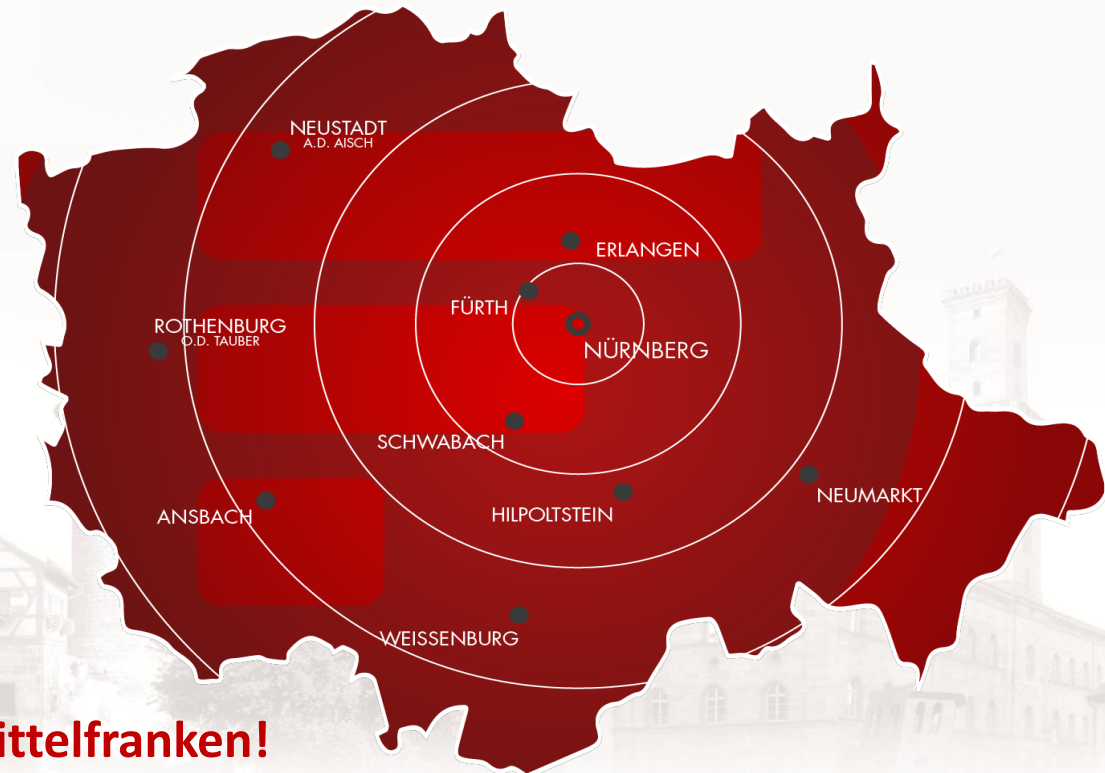 NEUSTADT
A.D. AISCH
ERLANGEN
FÜRTH
ROTHENBURG
O.D. TAUBER
NÜRNBERG
SCHWABACH
NEUMARKT
ANSBACH
HILPOLTSTEIN
WEISSENBURG
ittelfranken!